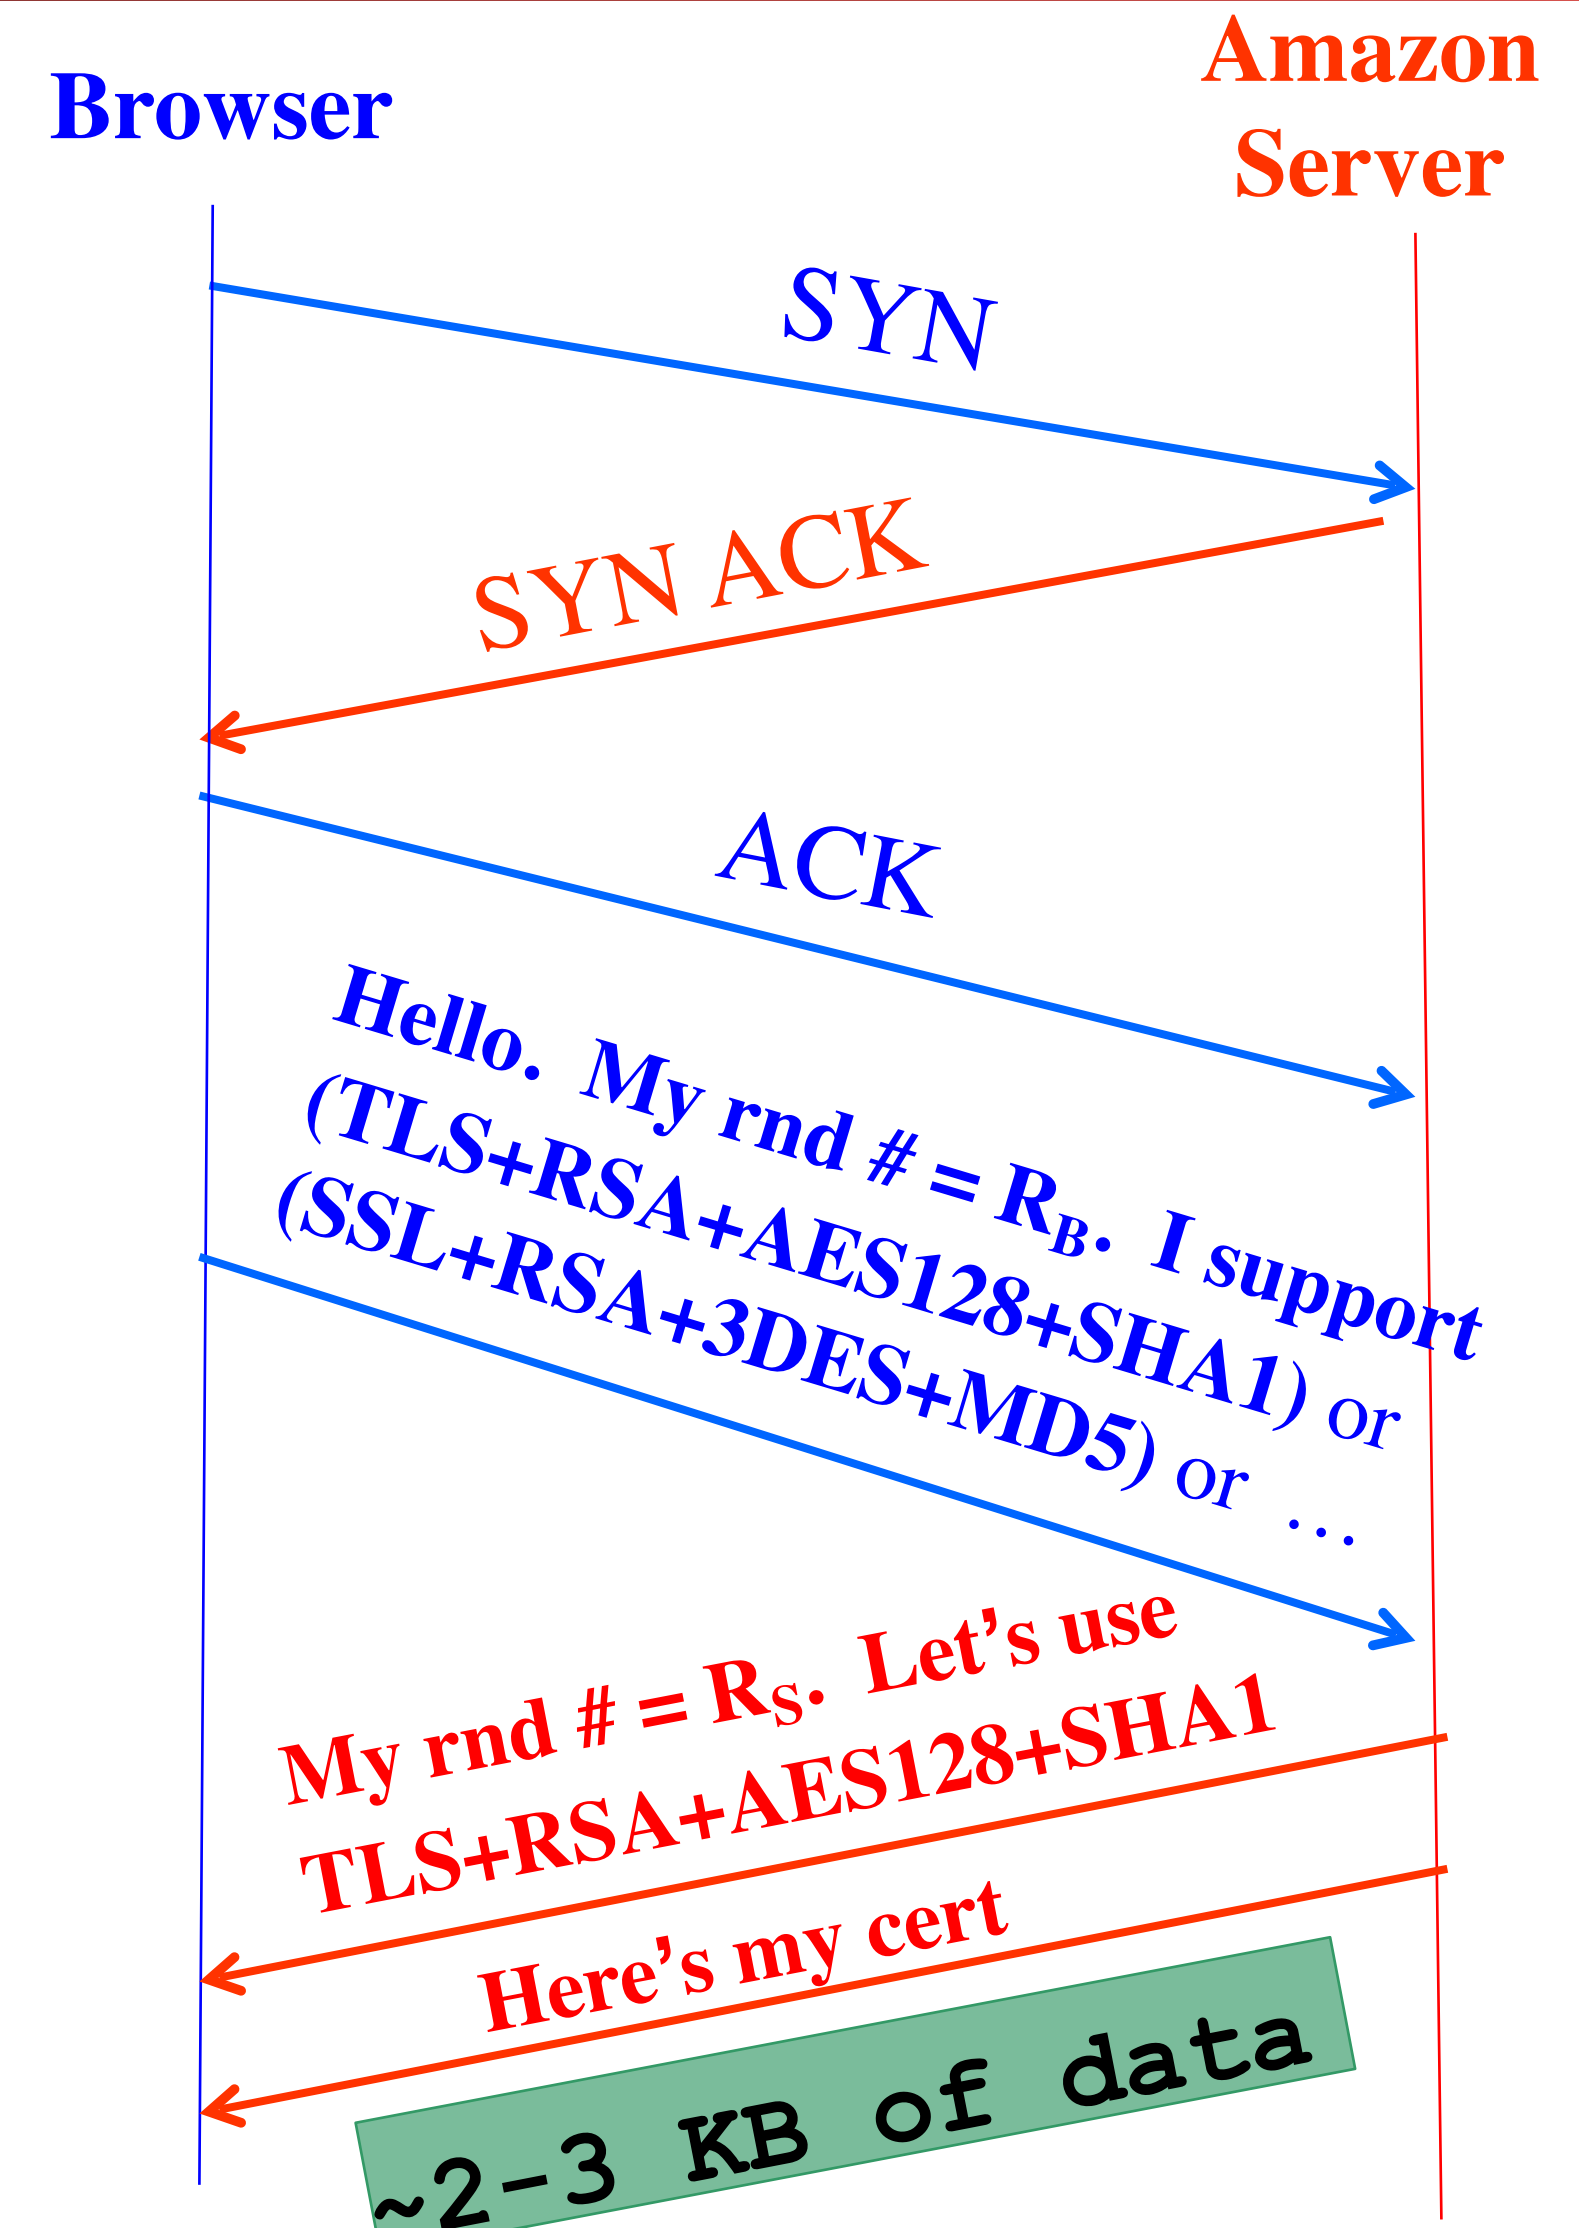 Browser
Amazon
Server
SYN
SYN ACK
ACK
Hello.  My rnd # = RB.  I support
(TLS+RSA+AES128+SHA1) or
(SSL+RSA+3DES+MD5) or  …
My rnd # = RS.  Let’s use
TLS+RSA+AES128+SHA1
Here’s my cert
~2-3 KB of data